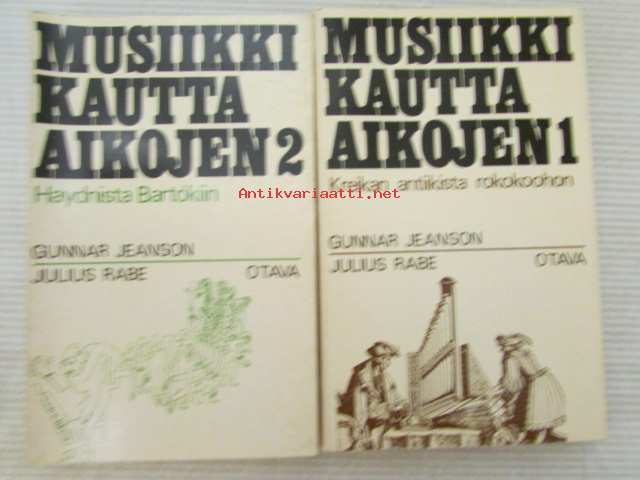 MUSIIKKI
KAUTTA
AIKOJEN 2
Haydnista Bartókiin
GUNNAR JEANSON
JULIUS RABE OTAVA
MUSIIKKI
KAUTTA
AIKOJEN 1
Kreikan antiikista rokokoohon
GUNNAR JEANSON
JULIUS RABE OTAVA
Antikvariaatti.net